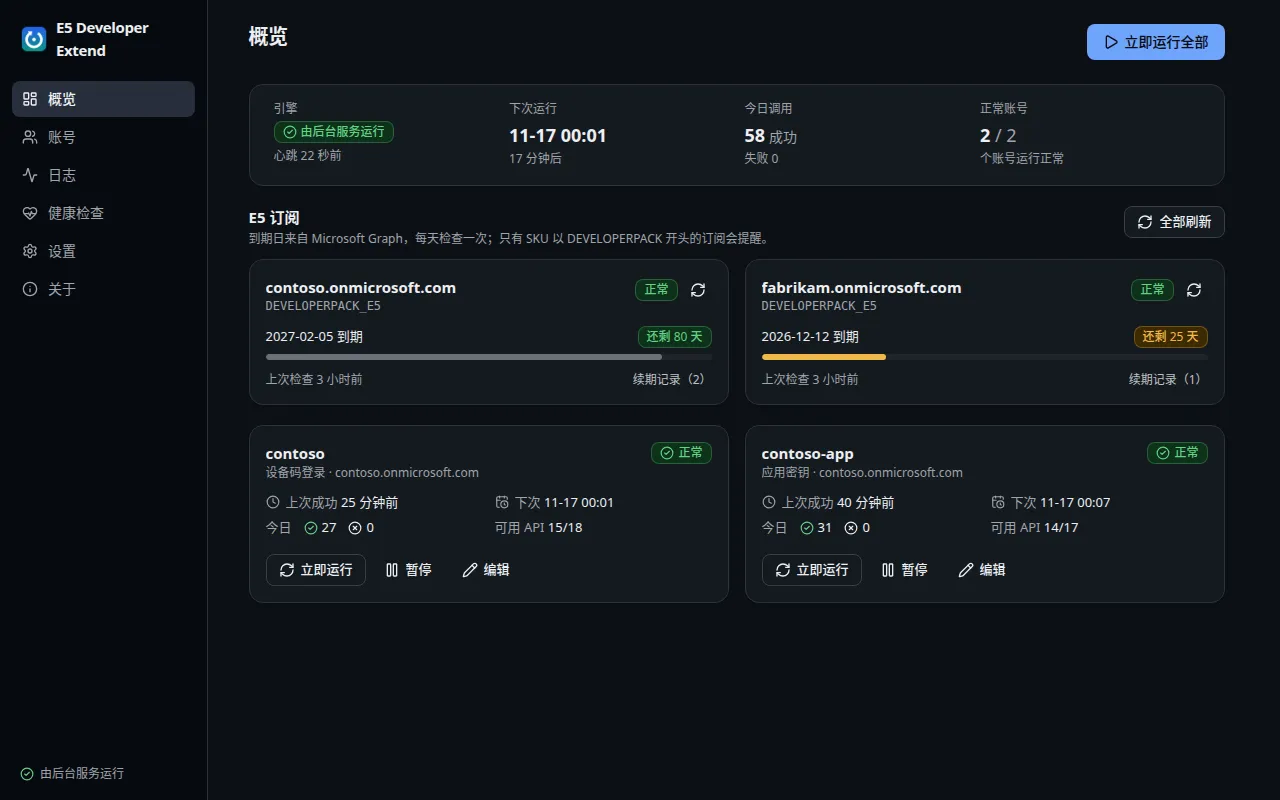 E5 Developer
Extend
概览
账号
日志
健康检查
设置
关于
由后台服务运行
概览
立即运行全部
引擎
由后台服务运行
心跳 22 秒前
下次运行
11-17 00:01
17 分钟后
今日调用
58 成功
失败 0
正常账号
2 / 2
个账号运行正常
E5 订阅
到期日来自 Microsoft Graph，每天检查一次；只有 SKU 以 DEVELOPERPACK 开头的订阅会提醒。
全部刷新
contoso.onmicrosoft.com
正常
DEVELOPERPACK_E5
2027-02-05 到期
还剩 80 天
上次检查 3 小时前
续期记录（2）
fabrikam.onmicrosoft.com
正常
DEVELOPERPACK_E5
2026-12-12 到期
还剩 25 天
上次检查 3 小时前
续期记录（1）
contoso
正常
设备码登录 · contoso.onmicrosoft.com
上次成功 25 分钟前
下次 11-17 00:01
今日 27 0
可用 API 15/18
立即运行
暂停
编辑
contoso-app
正常
应用密钥 · contoso.onmicrosoft.com
上次成功 40 分钟前
下次 11-17 00:07
今日 31 0
可用 API 14/17
立即运行
暂停
编辑